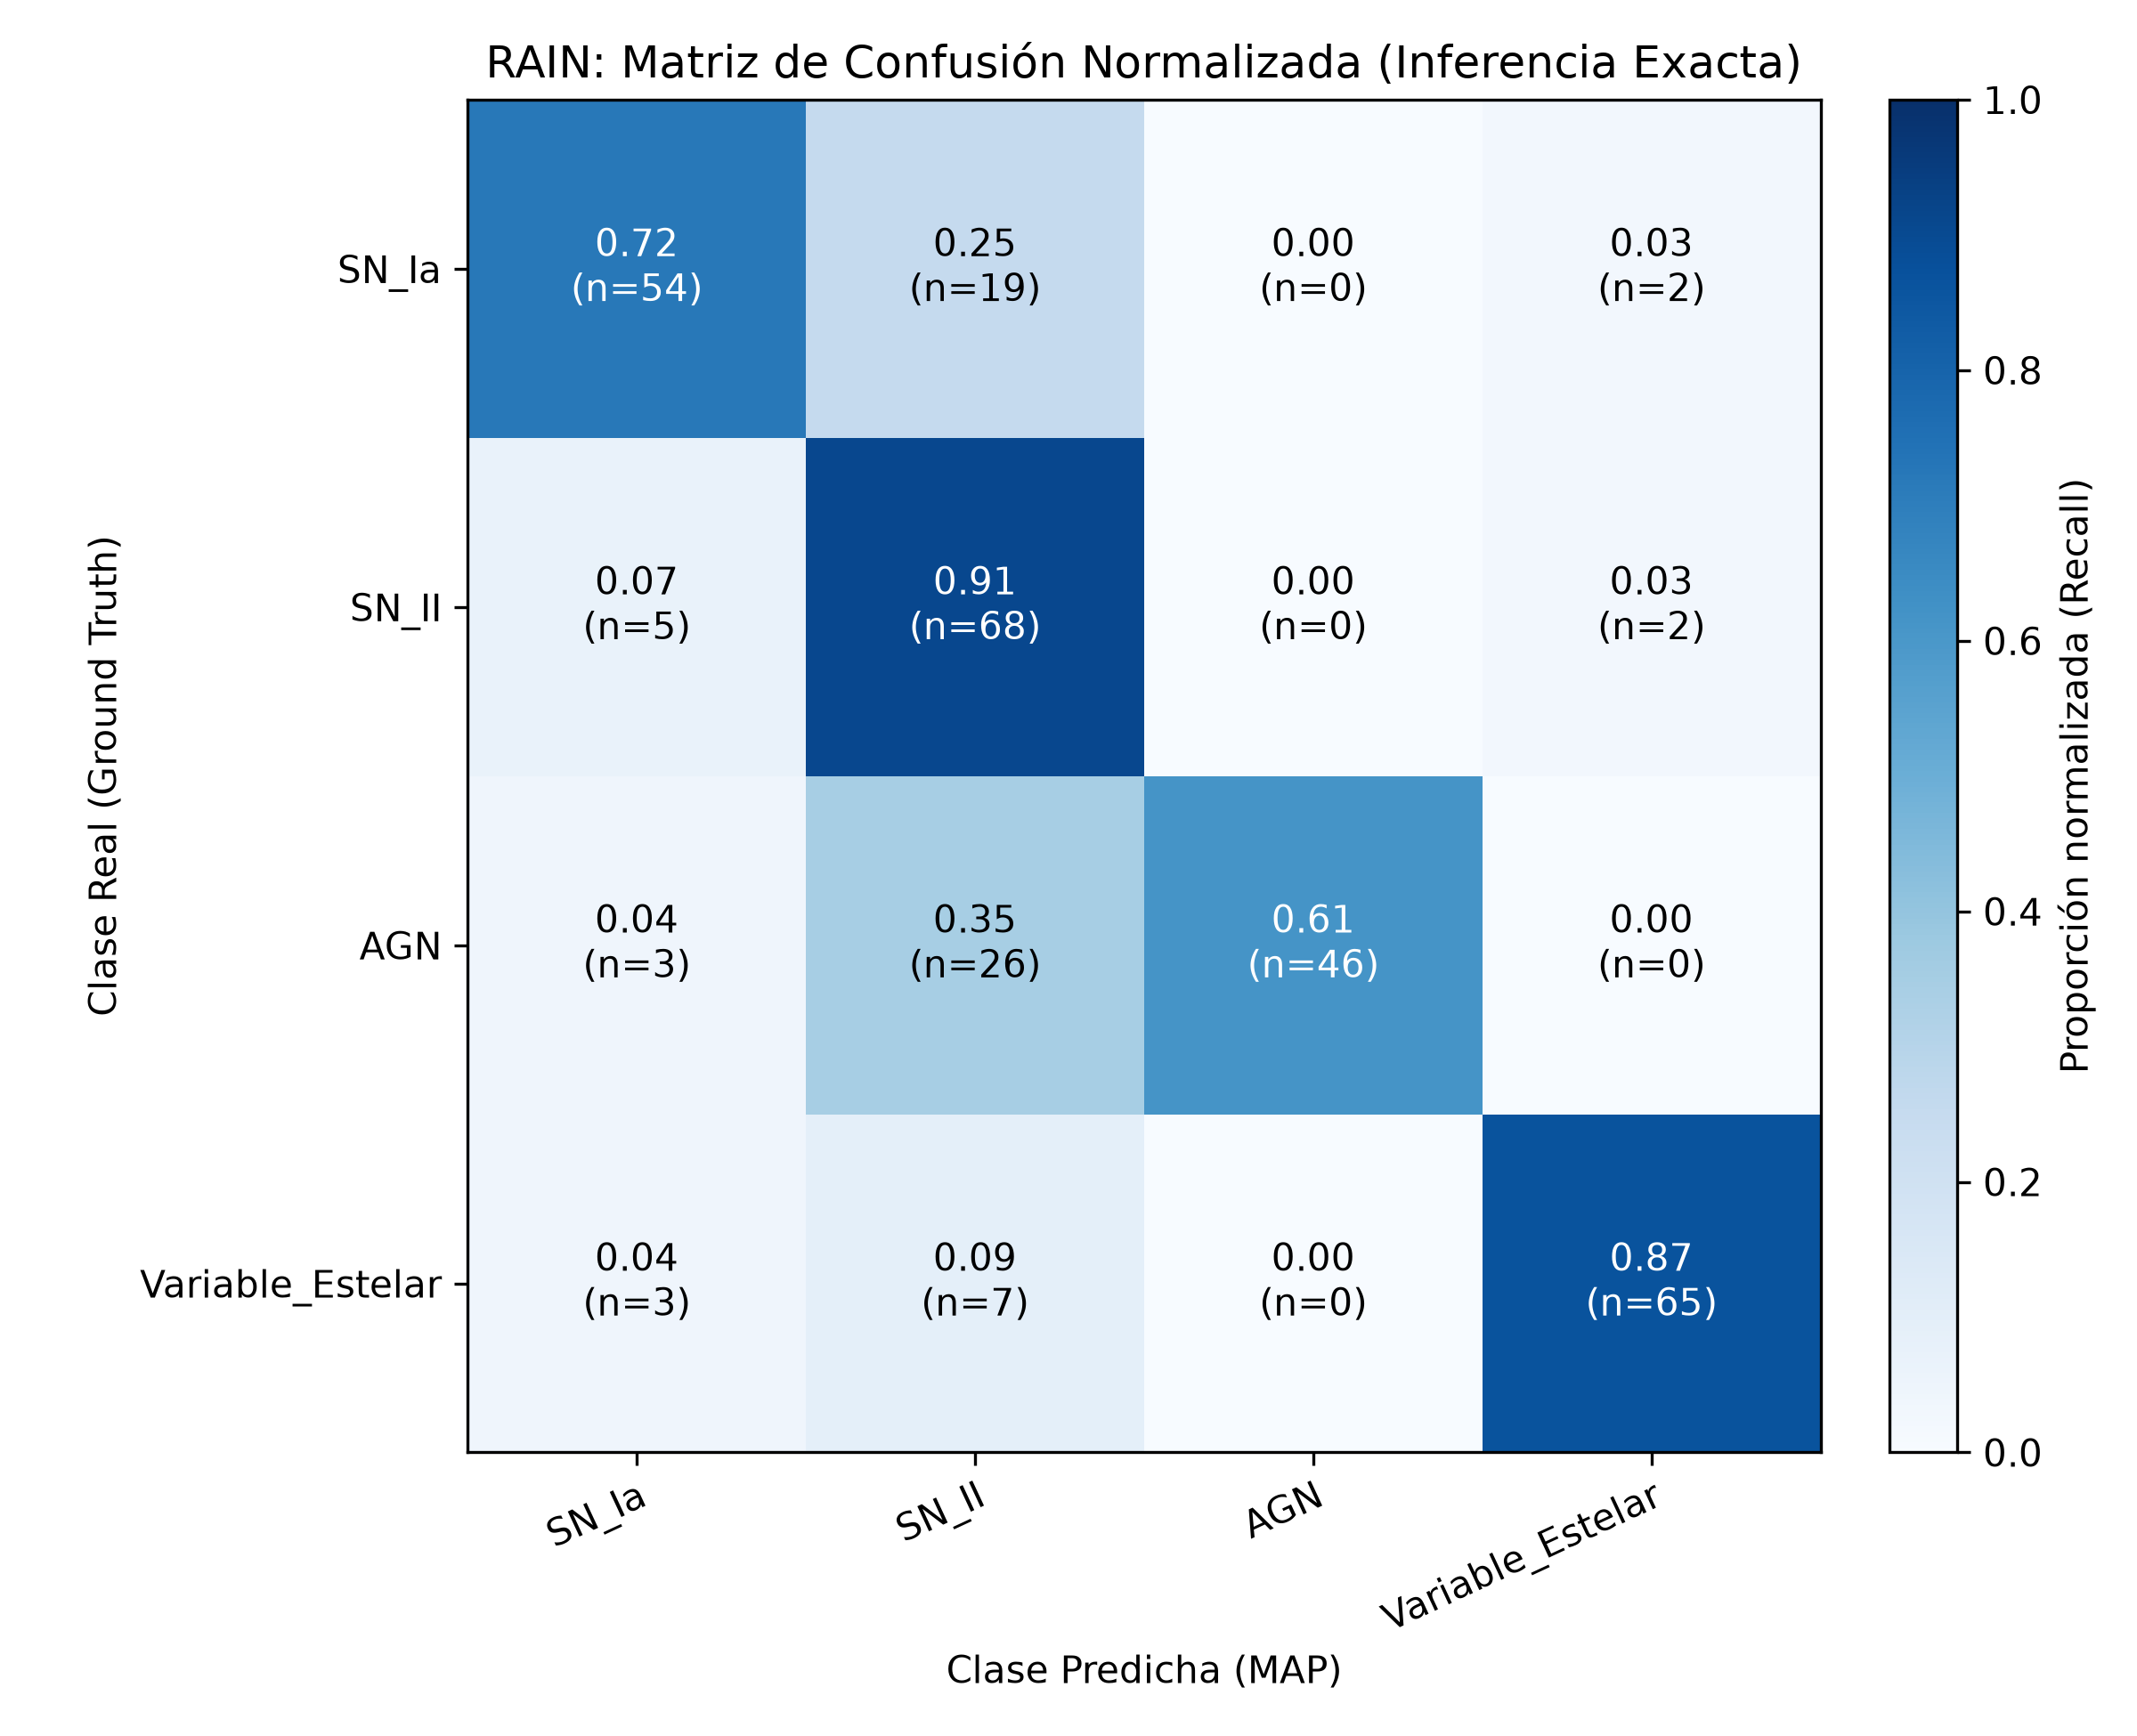 RAIN: Matriz de Confusión Normalizada (Inferencia Exacta)
Clase Real (Ground Truth)
SN_Ia
0.72
(n=54)
0.25
(n=19)
0.00
(n=0)
0.03
(n=2)
SN_II
0.07
(n=5)
0.91
(n=68)
0.00
(n=0)
0.03
(n=2)
AGN
0.04
(n=3)
0.35
(n=26)
0.61
(n=46)
0.00
(n=0)
Variable_Estelar
0.04
(n=3)
0.09
(n=7)
0.00
(n=0)
0.87
(n=65)
SN_Ia
SN_II
AGN
Variable_Estelar
Clase Predicha (MAP)
1.0
0.8
0.6
0.4
0.2
0.0
Proporción normalizada (Recall)